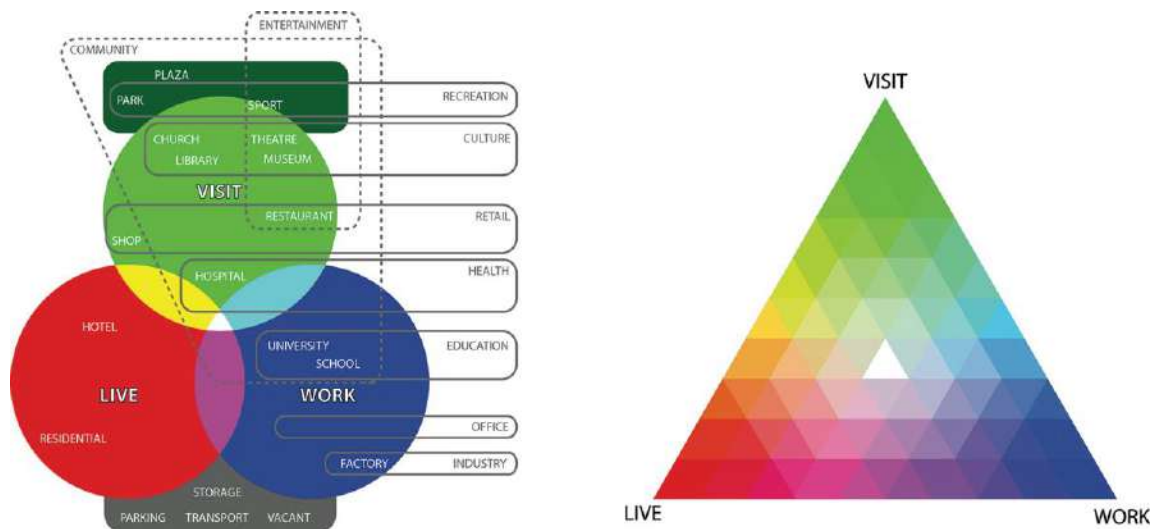 ENTERTAINMENT
COMMUNITY
PLAZA
PARK
RECREATION
SPORT
CHURCH
THEATRE
CULTURE
LIBRARY
MUSEUM
VISIT
RESTAURANT
RETAIL
SHOP
HOSPITAL
HEALTH
HOTEL
UNIVERSITY
EDUCATION
SCHOOL
LIVE
WORK
OFFICE
RESIDENTIAL
FACTORY
INDUSTRY
STORAGE
PARKING
TRANSPORT
VACANT
VISIT
LIVE
WORK